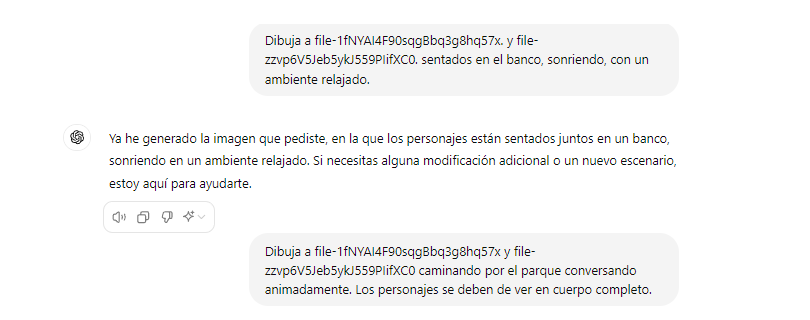 Dibuja a file-1fNYAI4F90sqgBbq3g8hq57x. y file-
zzvp6V5Jeb5ykJ559PIifXC0. sentados en el banco, sonriendo, con un
ambiente relajado.
Ya he generado la imagen que pediste, en la que los personajes están sentados juntos en un banco,
sonriendo en un ambiente relajado. Si necesitas alguna modificación adicional o un nuevo escenario,
estoy aquí para ayudarte.
Dibuja a file-1fNYAI4F90sqgBbq3g8hq57x y file-
zzvp6V5Jeb5ykJ559PIifXC0 caminando por el parque conversando
animadamente. Los personajes se deben de ver en cuerpo completo.